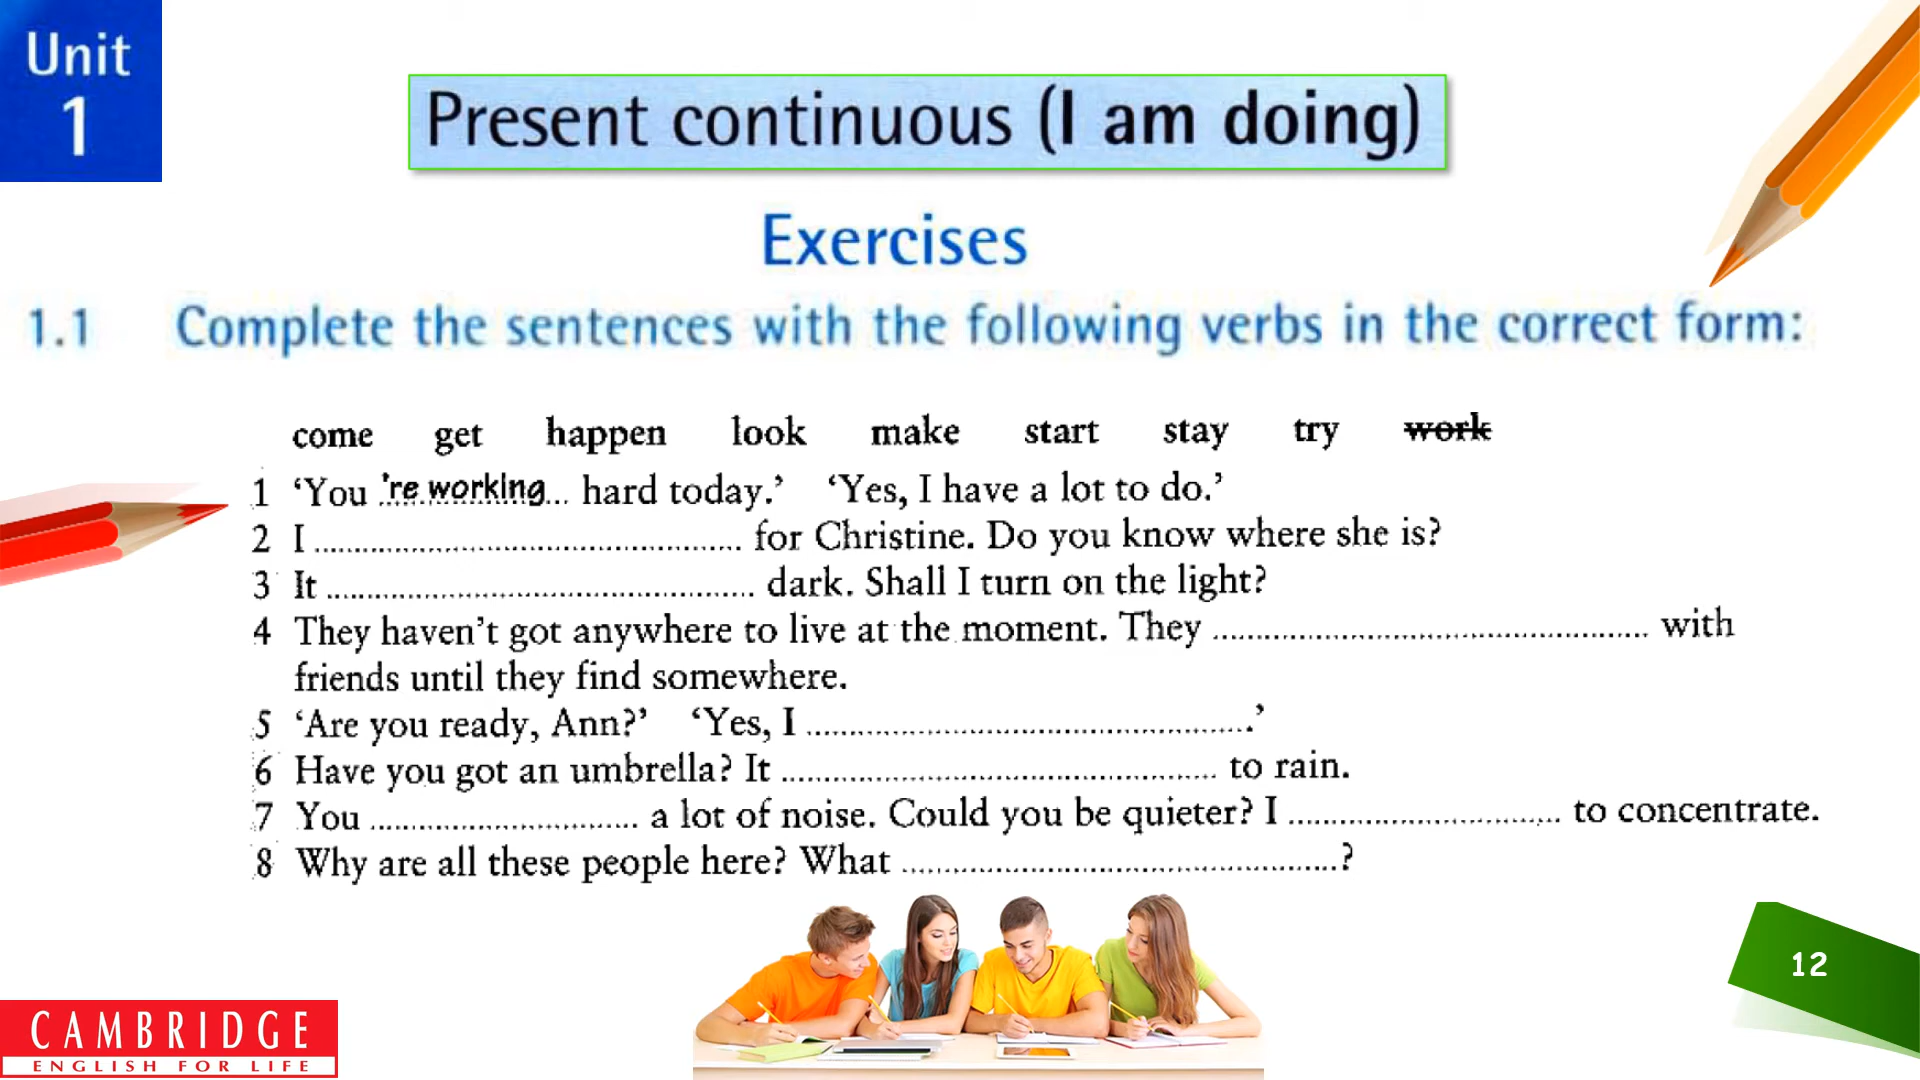 Unit
1
Present continuous (I am doing)
Exercises
1.1 Complete the sentences with the following verbs in the correct form:
come get happen look make start stay try work
1 ‘You 're working hard today.’ ‘Yes, I have a lot to do.’
2 I .......................................... for Christine. Do you know where she is?
3 It .......................................... dark. Shall I turn on the light?
4 They haven’t got anywhere to live at the moment. They .......................................... with
friends until they find somewhere.
5 ‘Are you ready, Ann?’ ‘Yes, I ..........................................’
6 Have you got an umbrella? It .......................................... to rain.
7 You .......................... a lot of noise. Could you be quieter? I .......................... to concentrate.
8 Why are all these people here? What ..........................................?
12
CAMBRIDGE
ENGLISH FOR LIFE